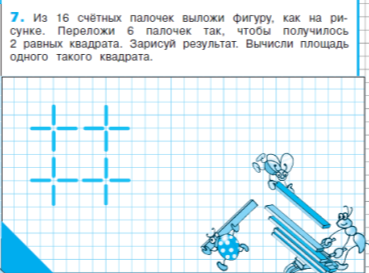 7. Из 16 счётных палочек выложи фигуру, как на ри-
сунке. Переложи 6 палочек так, чтобы получилось
2 равных квадрата. Зарисуй результат. Вычисли площадь
одного такого квадрата.